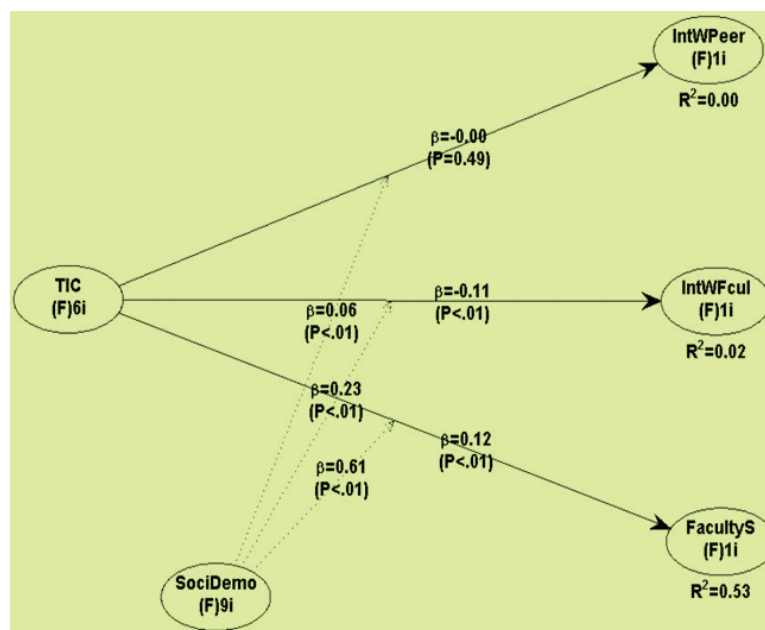 IntWPeer
(F)1i
R²=0.00
β=-0.00
(P=0.49)
TIC
(F)6i
β=0.06
(P<.01)
β=-0.11
(P<.01)
IntWFcul
(F)1i
R²=0.02
β=0.23
(P<.01)
β=0.12
(P<.01)
β=0.61
(P<.01)
FacultyS
(F)1i
R²=0.53
SociDemo
(F)9i